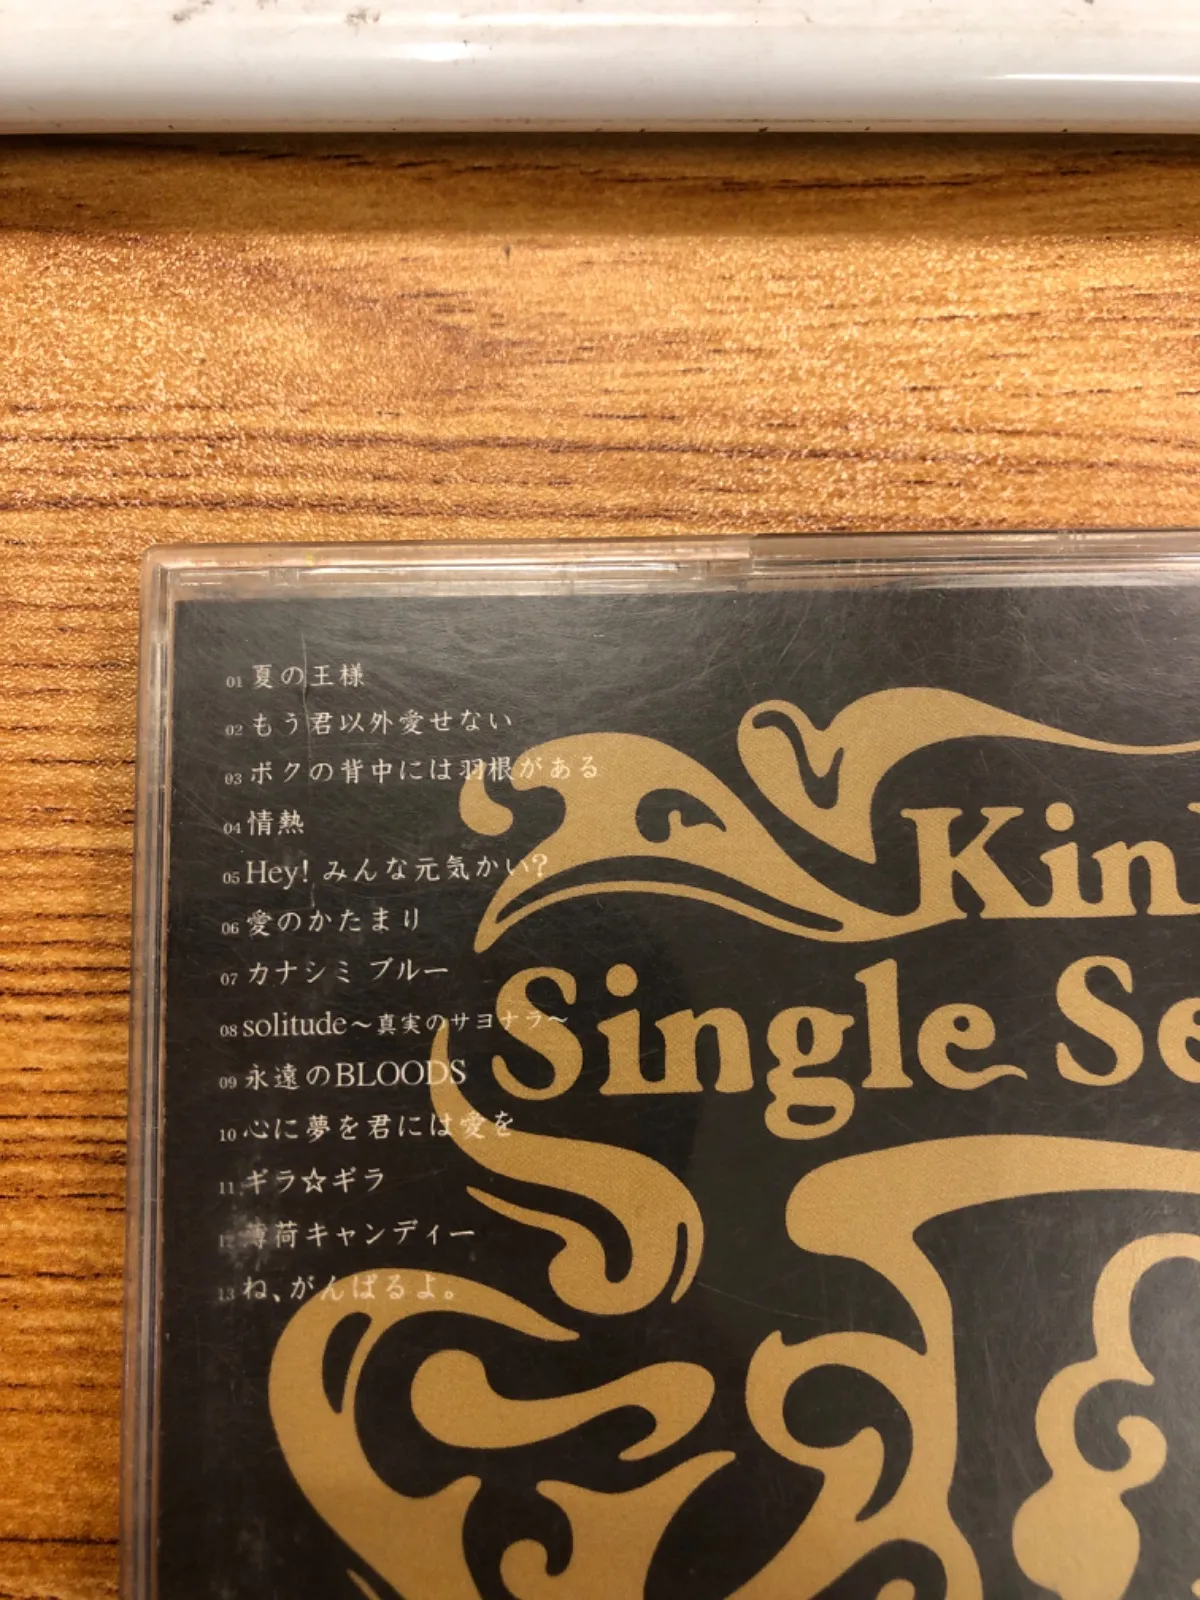 01 夏の王様
02 もう君以外愛せない
03 ボクの背中には羽根がある
04 情熱
05 Hey! みんな元気かい?
06 愛のかたまり
07 カナシミ ブルー
08 solitude～真実のサヨナラ～
09 永遠のBLOODS
10 心に夢を君には愛を
11 ギラ☆ギラ
12 薄荷キャンディー
13 ね、がんばるよ。
Kin
Single Se